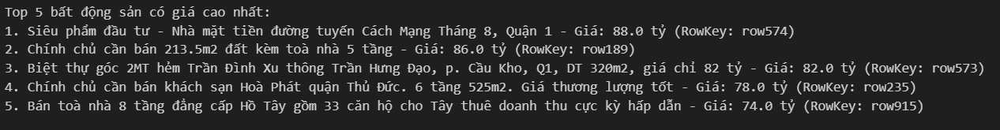 Top 5 bất động sản có giá cao nhất:
1. Siêu phẩm đầu tư - Nhà mặt tiền đường tuyến Cách Mạng Tháng 8, Quận 1 - Giá: 88.0 tỷ (RowKey: row574)
2. Chính chủ cần bán 213.5m2 đất kèm toà nhà 5 tầng - Giá: 86.0 tỷ (RowKey: row189)
3. Biệt thự góc 2MT hẻm Trần Đình Xu thông Trần Hưng Đạo, p. Cầu Kho, Q1, DT 320m2, giá chỉ 82 tỷ - Giá: 82.0 tỷ (RowKey: row573)
4. Chính chủ cần bán khách sạn Hoà Phát quận Thủ Đức. 6 tầng 525m2. Giá thương lượng tốt - Giá: 78.0 tỷ (RowKey: row235)
5. Bán toà nhà 8 tầng đẳng cấp Hồ Tây gồm 33 căn hộ cho Tây thuê doanh thu cực kỳ hấp dẫn - Giá: 74.0 tỷ (RowKey: row915)